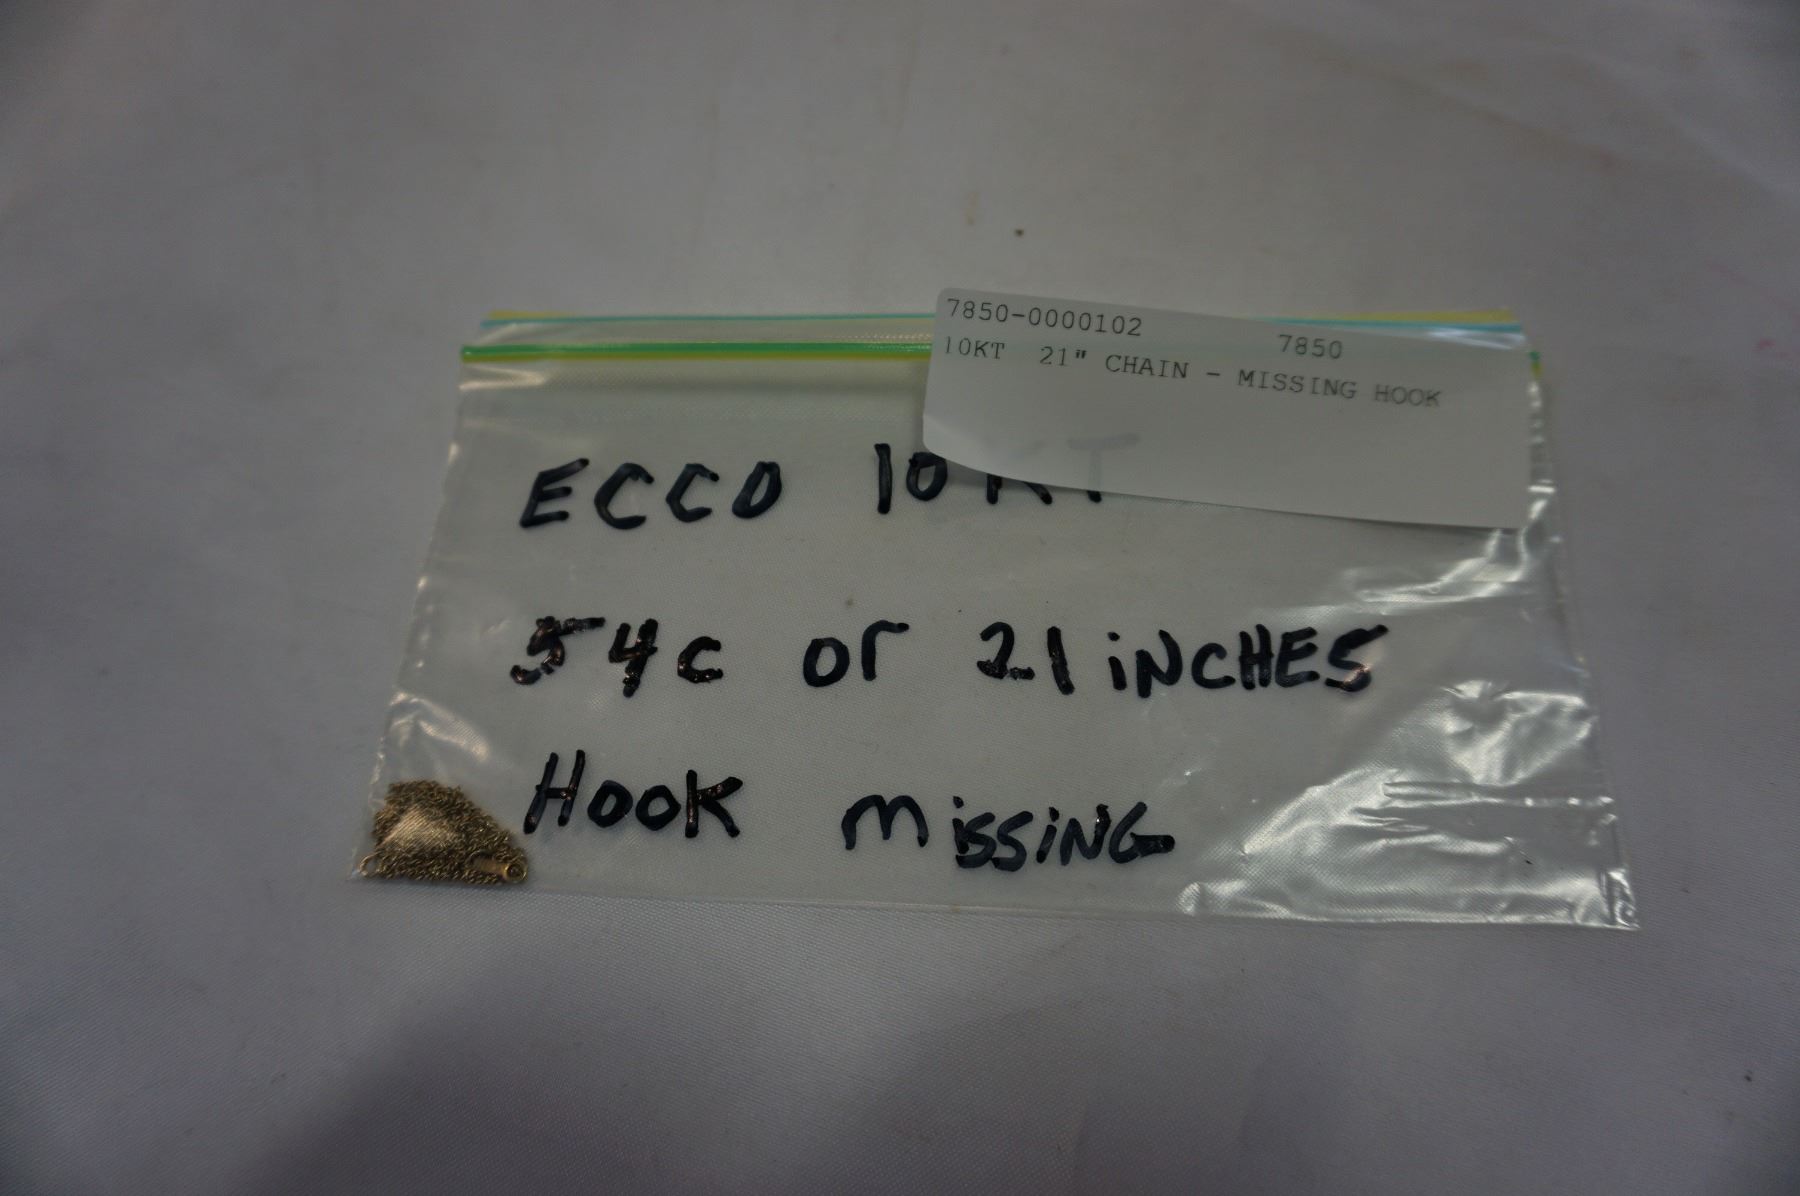 7850-0000102 7850
10KT 21" CHAIN - MISSING HOOK
ECCO 10KT
54c or 21 iNCHES
HooK MissiNG